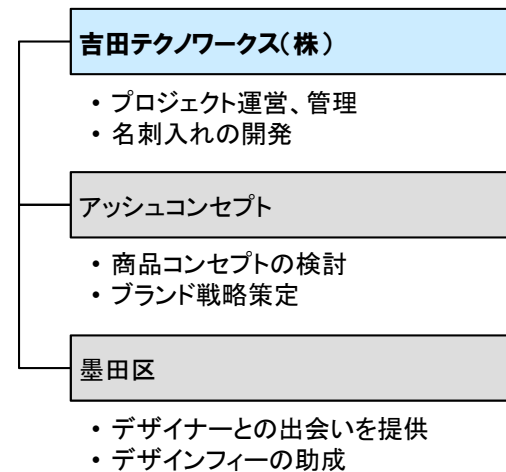 吉田テクノワークス（株）
• プロジェクト運営、管理
• 名刺入れの開発
アッシュコンセプト
• 商品コンセプトの検討
• ブランド戦略策定
墨田区
• デザイナーとの出会いを提供
• デザインフィーの助成